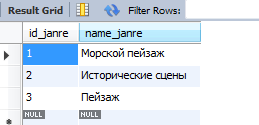 Result Grid Filter Rows:
id_janre name_janre
1 Морской пейзаж
2 Исторические сцены
3 Пейзаж
NULL NULL